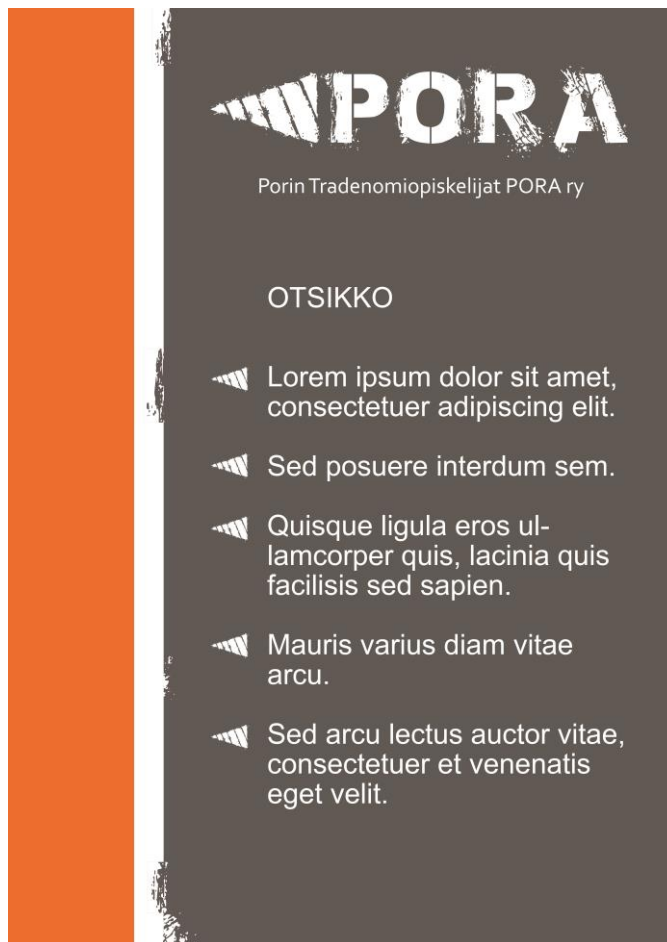 PORA
Porin Tradenomiopiskelijat PORA ry
OTSIKKO
Lorem ipsum dolor sit amet,
consectetuer adipiscing elit.
Sed posuere interdum sem.
Quisque ligula eros ul-
lamcorper quis, lacinia quis
facilisis sed sapien.
Mauris varius diam vitae
arcu.
Sed arcu lectus auctor vitae,
consectetuer et venenatis
eget velit.